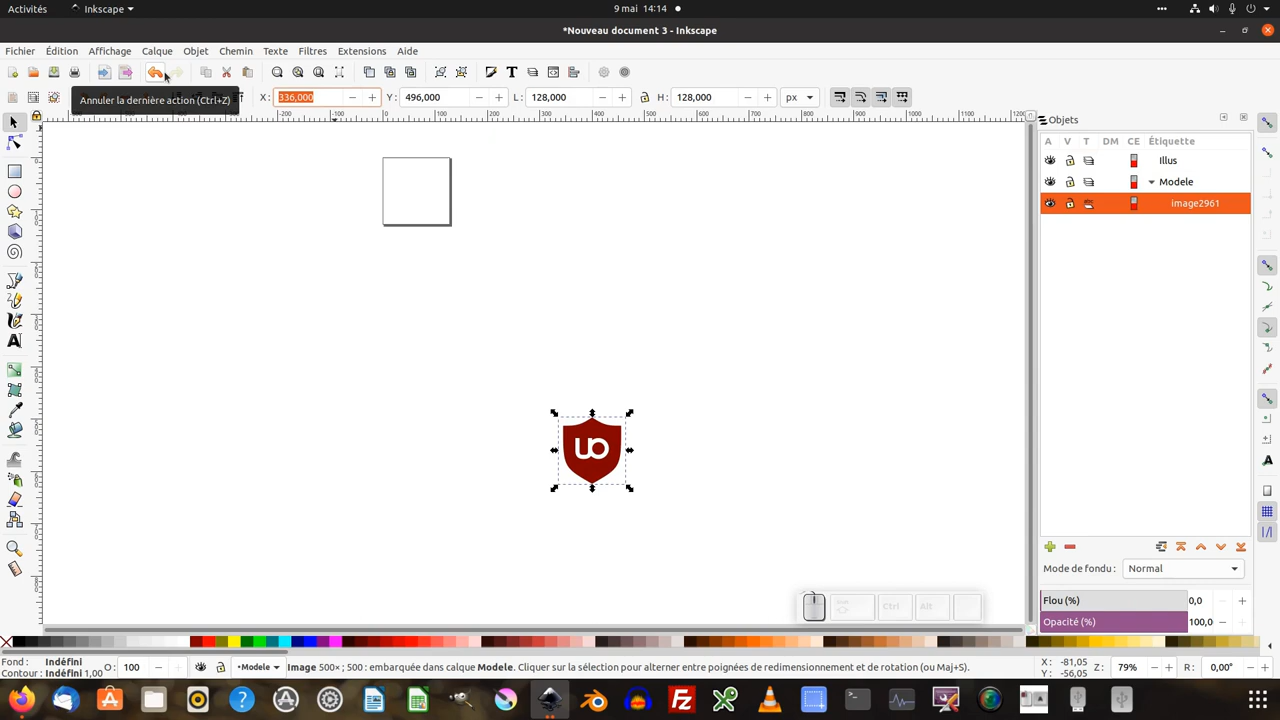 Activités
Inkscape
9 mai 14:14
*Nouveau document 3 - Inkscape
Fichier Édition Affichage Calque Objet Chemin Texte Filtres Extensions Aide
Annuler la dernière action (Ctrl+Z)
X: 336,000 Y: 496,000 L: 128,000 H: 128,000 px
Objets
A V T DM CE Étiquette
Illus
Modele
image2961
uo
Mode de fondu : Normal
Flou (%) 0,0
Opacité (%) 100,0
Ctrl Alt
Fond : Indéfini
Contour : Indéfini 1,00
O: 100
•Modele
Image 500× ; 500 : embarquée dans calque Modele. Cliquer sur la sélection pour alterner entre poignées de redimensionnement et de rotation (ou Maj+S).
X: -81,05
Y: -56,05
Z: 79% R: 0,00°